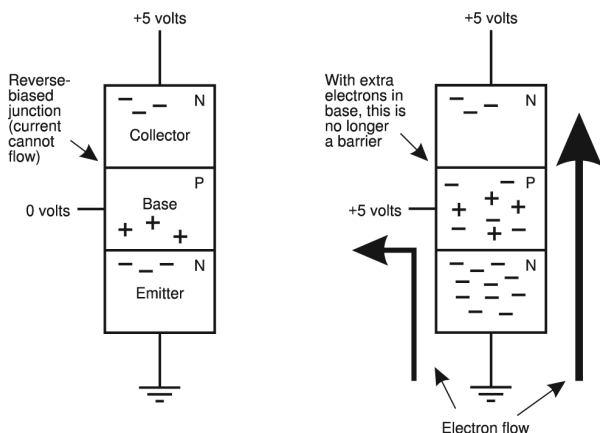 +5 volts
Reverse-
biased
junction
(current
cannot
flow)
N
Collector
P
Base
0 volts
N
Emitter
+5 volts
With extra
electrons in
base, this is
no longer
a barrier
N
P
+5 volts
N
Electron flow